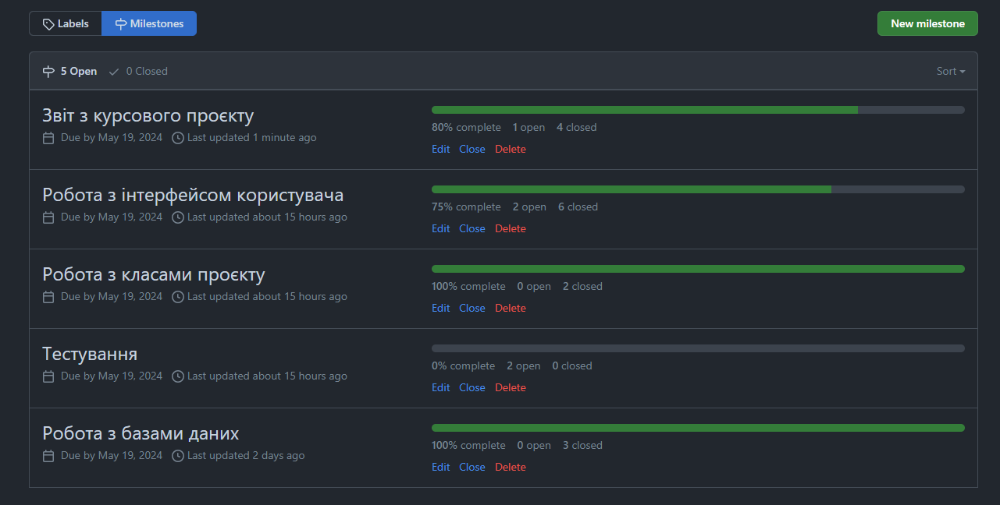 Labels Milestones New milestone
5 Open 0 Closed Sort
Звіт з курсового проєкту
Due by May 19, 2024 Last updated 1 minute ago
80% complete 1 open 4 closed
Edit Close Delete
Робота з інтерфейсом користувача
Due by May 19, 2024 Last updated about 15 hours ago
75% complete 2 open 6 closed
Edit Close Delete
Робота з класами проєкту
Due by May 19, 2024 Last updated about 15 hours ago
100% complete 0 open 2 closed
Edit Close Delete
Тестування
Due by May 19, 2024 Last updated about 15 hours ago
0% complete 2 open 0 closed
Edit Close Delete
Робота з базами даних
Due by May 19, 2024 Last updated 2 days ago
100% complete 0 open 3 closed
Edit Close Delete